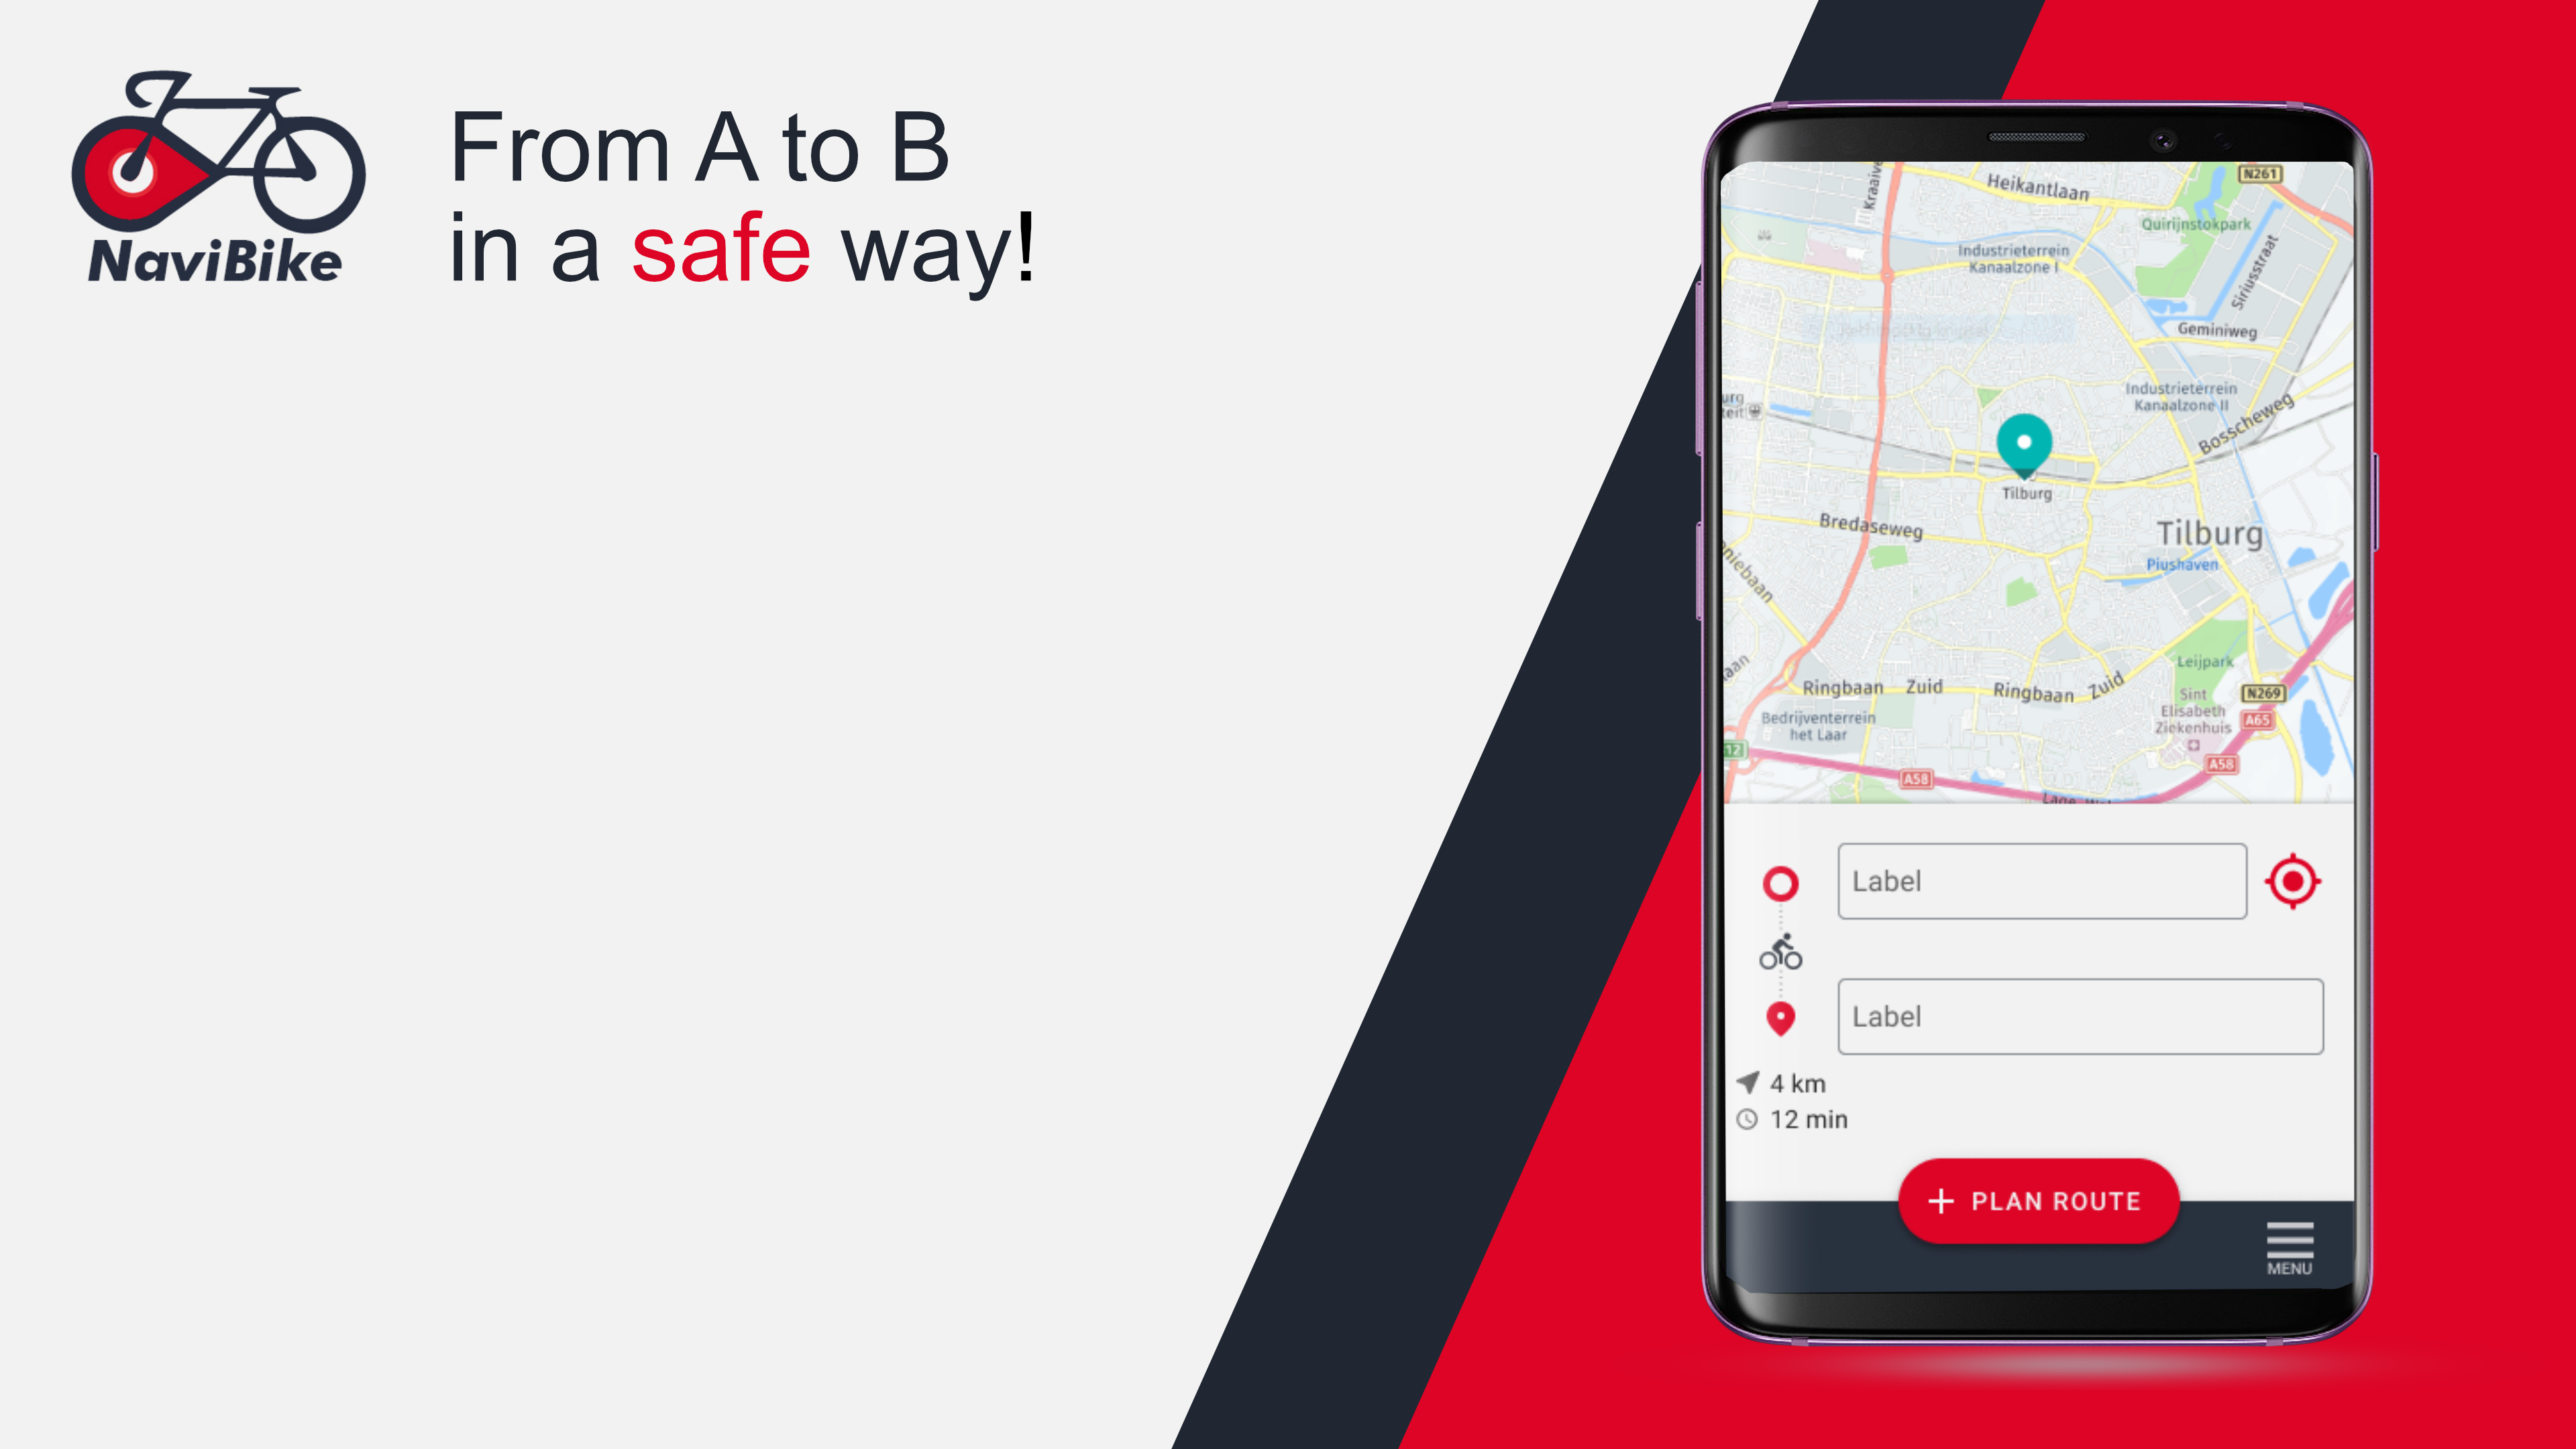 NaviBike
From A to B
in a safe way!
Heikantlaan
N261
Quirijnstokpark
Industrieterrein
Kanaalzone I
Siriusstraat
Geminiweg
Industrieterrein
Kanaalzone II
Bosscheweg
Tilburg
Bredaseweg
Tilburg
Piushaven
Leijpark
Ringbaan Zuid
Ringbaan Zuid
Sint
Elisabeth
Ziekenhuis
N269
A65
Bedrijventerrein
het Laar
12
A58
A58
Label
Label
4 km
12 min
+ PLAN ROUTE
MENU